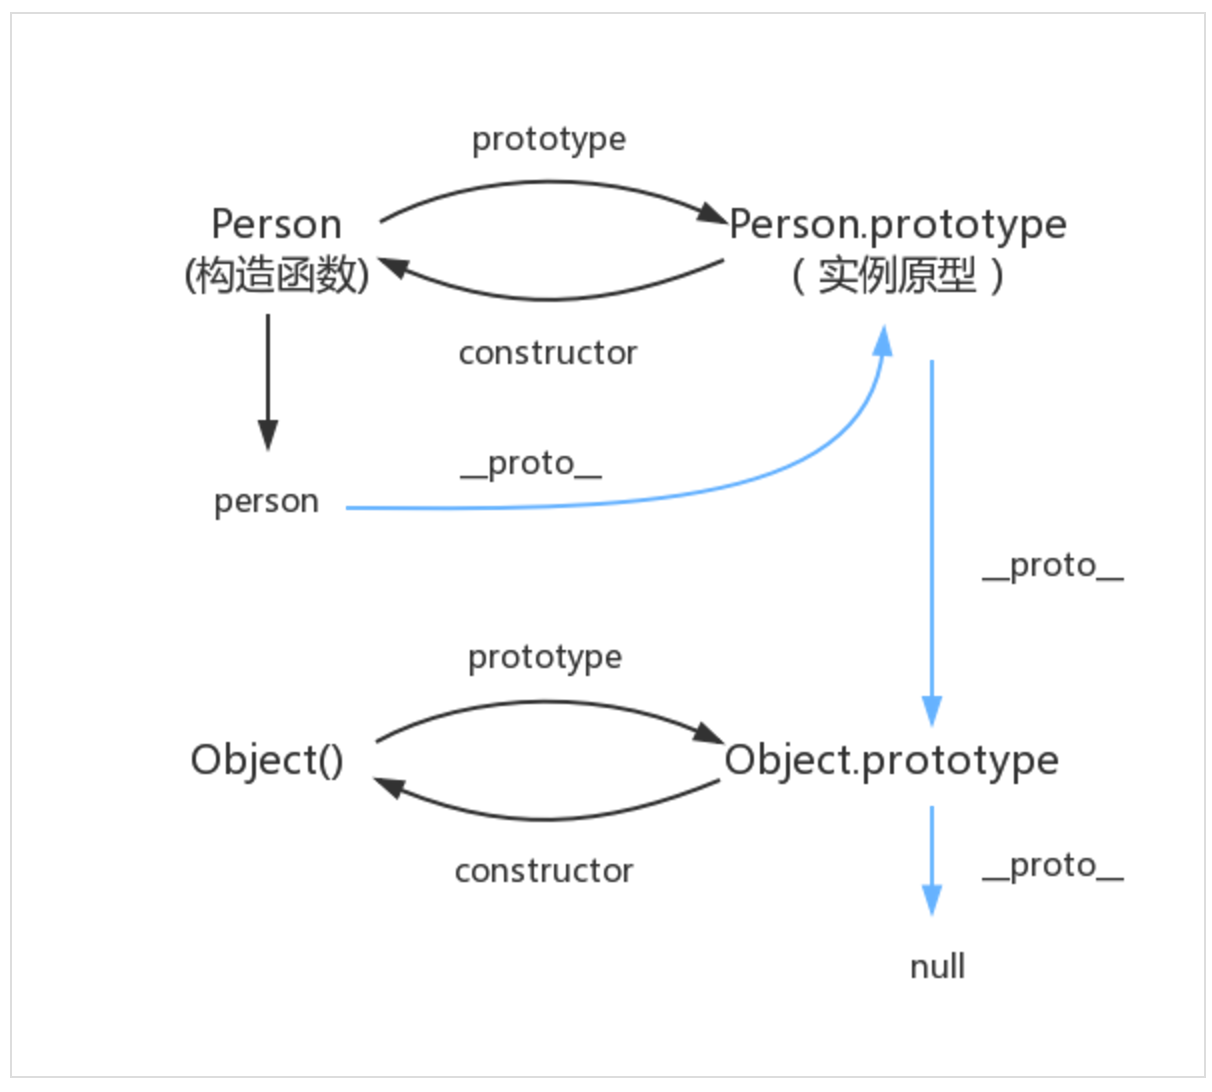 prototype
Person
(构造函数)
Person.prototype
( 实例原型 )
constructor
__proto__
person
__proto__
prototype
Object()
Object.prototype
constructor
__proto__
null